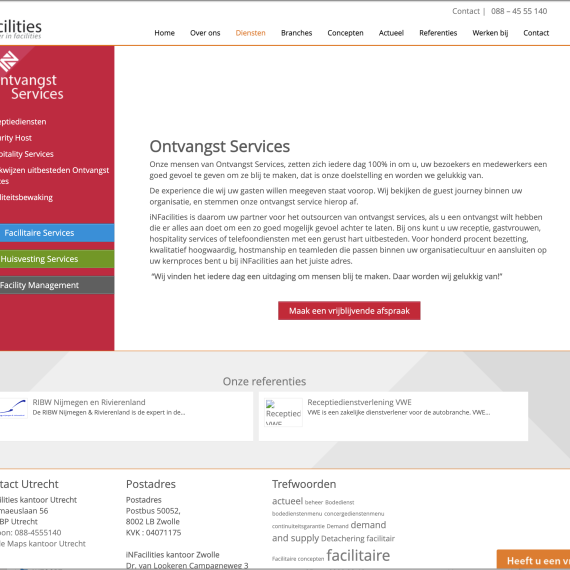 Contact | 088 – 45 55 140
cilities
r in facilities
Home Over ons Diensten Branches Concepten Actueel Referenties Werken bij Contact
ntvangst
Services
eptiediensten
rity Host
pitality Services
kwijzen uitbesteden Ontvangst
ces
liteitsbewaking
Facilitaire Services
Huisvesting Services
Facility Management
Ontvangst Services
Onze mensen van Ontvangst Services, zetten zich iedere dag 100% in om u, uw bezoekers en medewerkers een
goed gevoel te geven om ze blij te maken, dat is onze doelstelling en worden we gelukkig van.
De experience die wij uw gasten willen meegeven staat voorop. Wij bekijken de guest journey binnen uw
organisatie, en stemmen onze ontvangst service hierop af.
iNFacilities is daarom uw partner voor het outsourcen van ontvangst services, als u een ontvangst wilt hebben
die er alles aan doet om een zo goed mogelijk gevoel achter te laten. Bij ons kunt u uw receptie, gastvrouwen,
hospitality services of telefoondiensten met een gerust hart uitbesteden. Voor honderd procent bezetting,
kwalitatief hoogwaardig, hostmanship en teamleden die passen binnen uw organisatiecultuur en aansluiten op
uw kernproces bent u bij iNFacilities aan het juiste adres.
"Wij vinden het iedere dag een uitdaging om mensen blij te maken. Daar worden wij gelukkig van!"
Maak een vrijblijvende afspraak
Onze referenties
RIBW Nijmegen en Rivierenland
De RIBW Nijmegen & Rivierenland is de expert in de...
Receptied
VWE
Receptiedienstverlening VWE
VWE is een zakelijke dienstverlener voor de autobranche. VWE...
tact Utrecht
ilities kantoor Utrecht
maeuslaan 56
BP Utrecht
oon: 088-4555140
le Maps kantoor Utrecht
Postadres
Postadres
Postbus 50052,
8002 LB Zwolle
KVK : 04071175
iNFacilities kantoor Zwolle
Dr. van Lookeren Campagneweg 3
Trefwoorden
actueel beheer Bodedienst
bodedienstenmenu concergedienstenmenu
continuïteitsgarantie Demand demand
and supply Detachering facilitair
Facilitaire concepten facilitaire
Heeft u een v